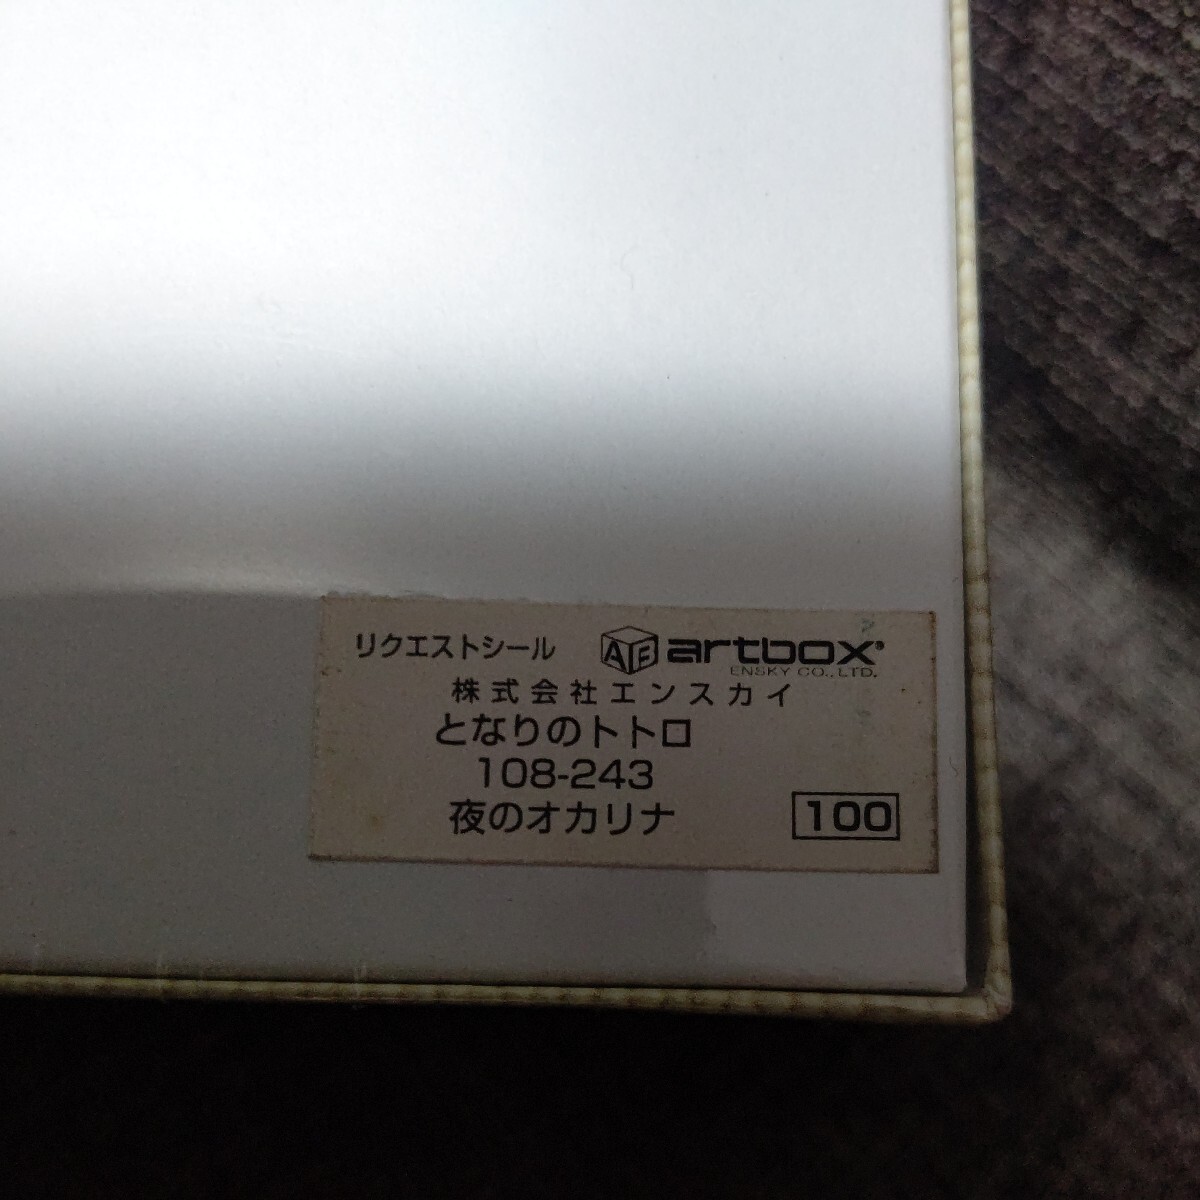 リクエストシール artbox®
ENSKY CO., LTD.
株式会社エンスカイ
となりのトトロ
108-243
夜のオカリナ 100